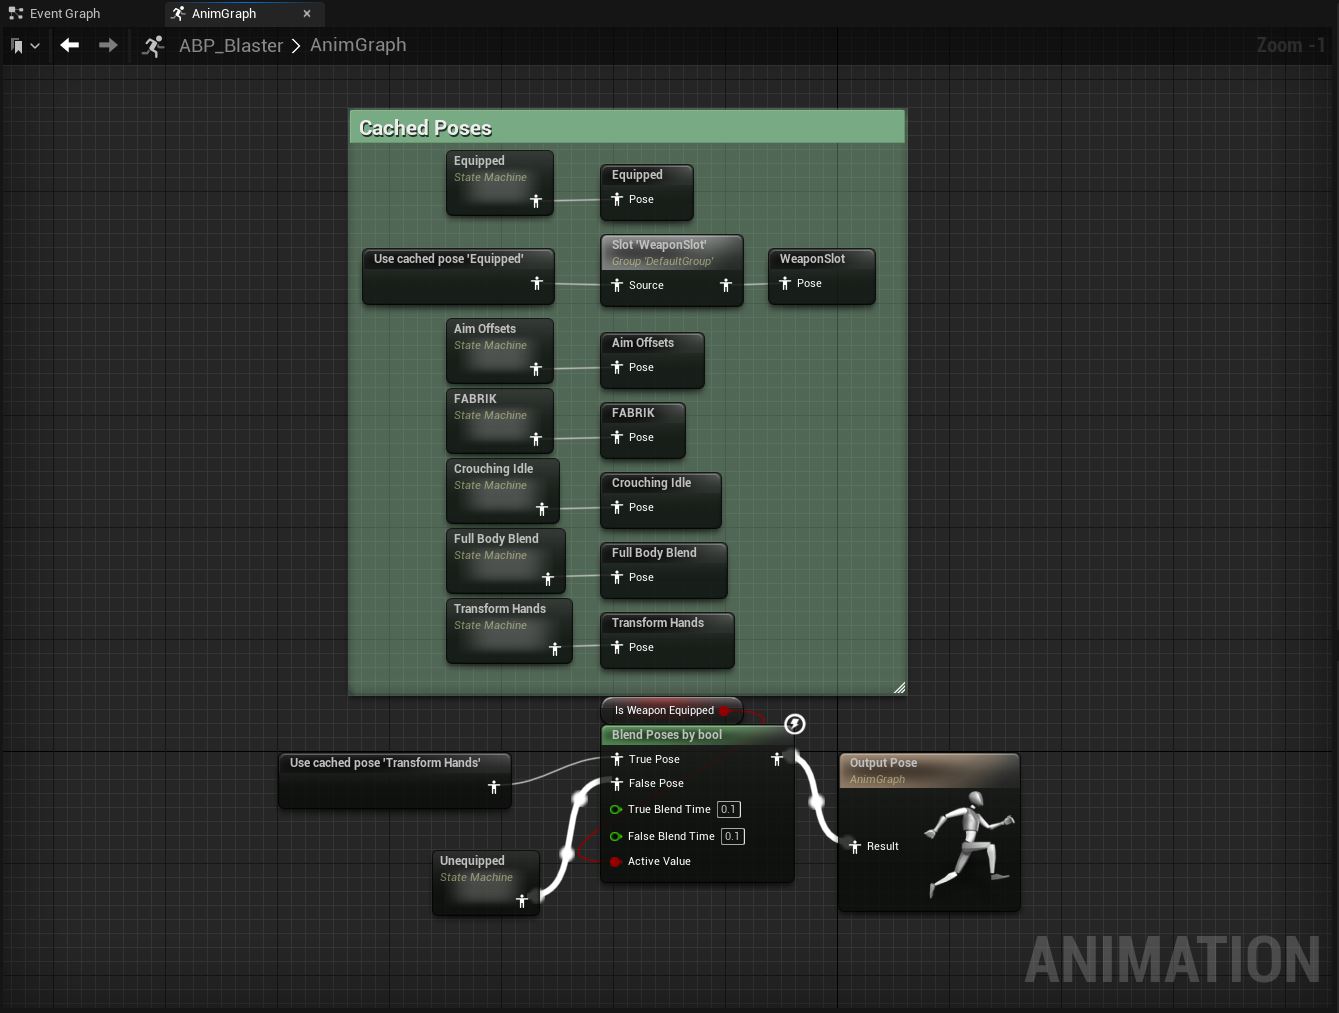 Event Graph
AnimGraph
ABP_Blaster > AnimGraph
Zoom -1
Cached Poses
Equipped
State Machine
Equipped
Pose
Use cached pose 'Equipped'
Slot 'WeaponSlot'
Group 'DefaultGroup'
Source
WeaponSlot
Pose
Aim Offsets
State Machine
Aim Offsets
Pose
FABRIK
State Machine
FABRIK
Pose
Crouching Idle
State Machine
Crouching Idle
Pose
Full Body Blend
State Machine
Full Body Blend
Pose
Transform Hands
State Machine
Transform Hands
Pose
Is Weapon Equipped
Use cached pose 'Transform Hands'
Blend Poses by bool
True Pose
False Pose
True Blend Time 0.1
False Blend Time 0.1
Active Value
Unequipped
State Machine
Output Pose
AnimGraph
Result
ANIMATION